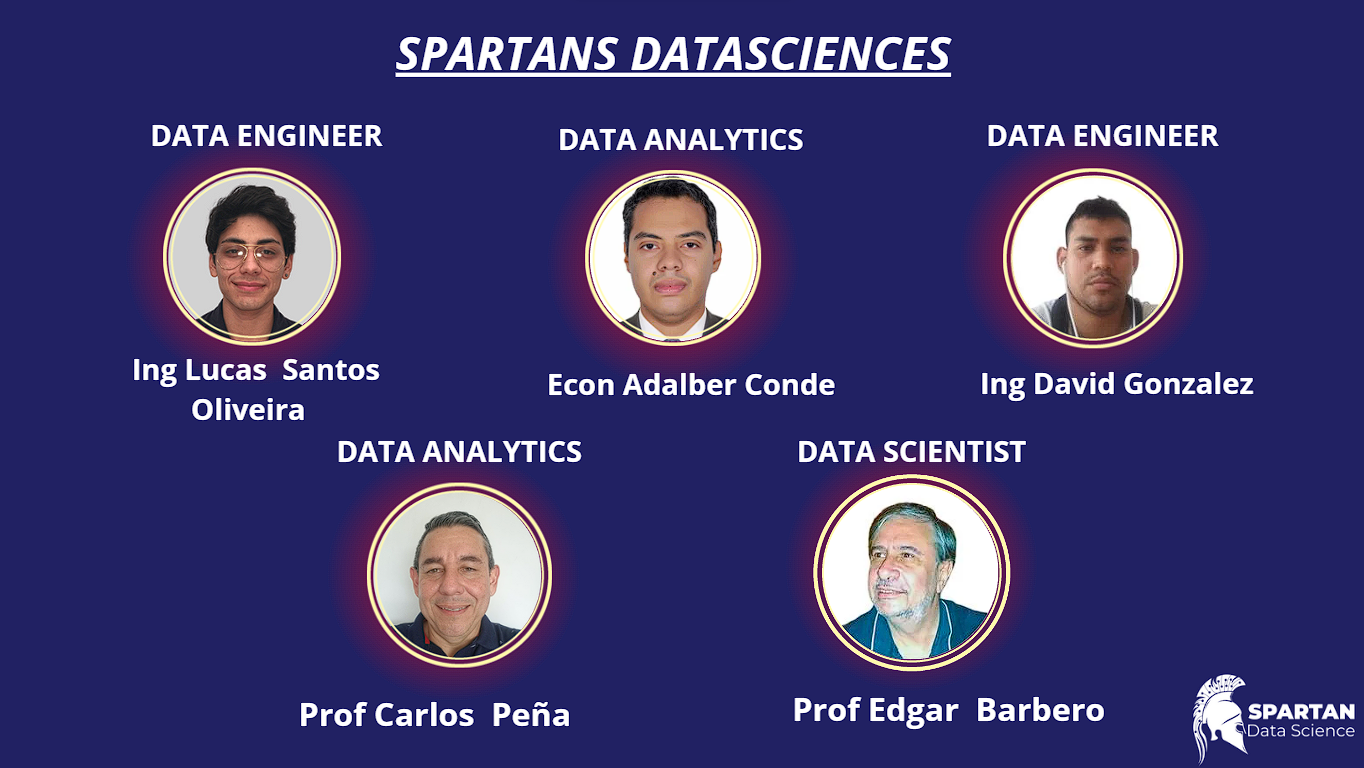 SPARTANS DATASCIENCES
DATA ENGINEER
DATA ANALYTICS
DATA ENGINEER
Ing Lucas Santos
Oliveira
Econ Adalber Conde
Ing David Gonzalez
DATA ANALYTICS
DATA SCIENTIST
Prof Carlos Peña
Prof Edgar Barbero
SPARTAN
Data Science